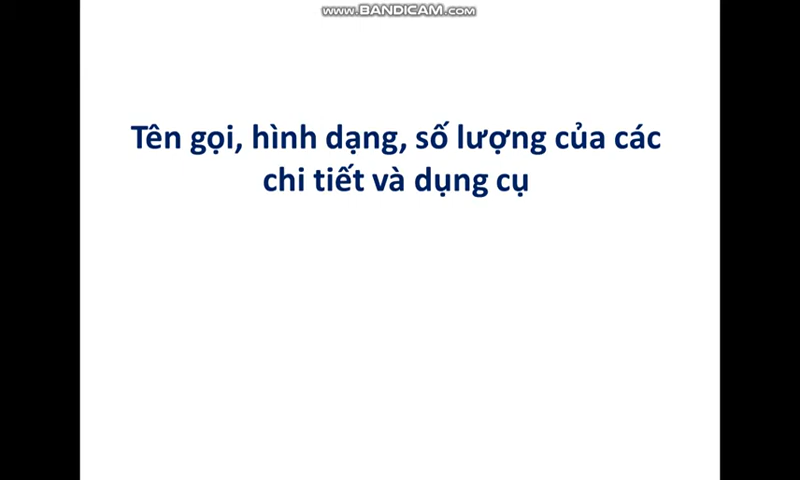 www.BANDICAM.com
Tên gọi, hình dạng, số lượng của các
chi tiết và dụng cụ